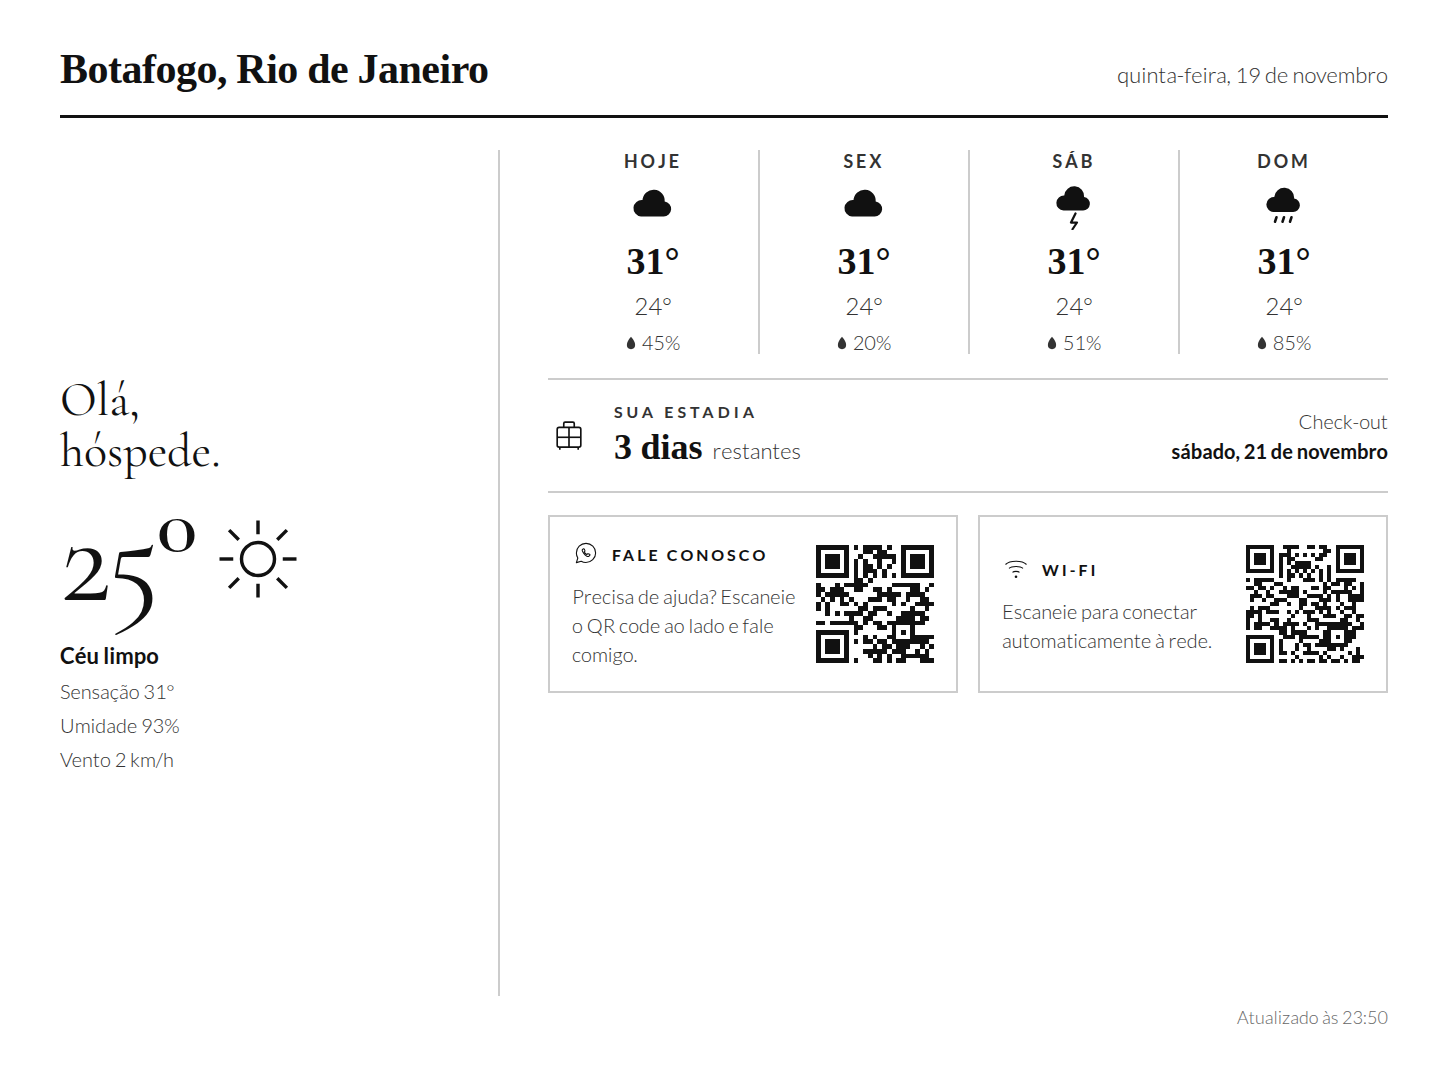 Botafogo, Rio de Janeiro
quinta-feira, 19 de novembro
Olá,
hóspede.
25°
Céu limpo
Sensação 31°
Umidade 93%
Vento 2 km/h
HOJE
31°
24°
45%
SEX
31°
24°
20%
SÁB
31°
24°
51%
DOM
31°
24°
85%
SUA ESTADIA
3 dias restantes
Check-out
sábado, 21 de novembro
FALE CONOSCO
Precisa de ajuda? Escaneie
o QR code ao lado e fale
comigo.
WI-FI
Escaneie para conectar
automaticamente à rede.
Atualizado às 23:50